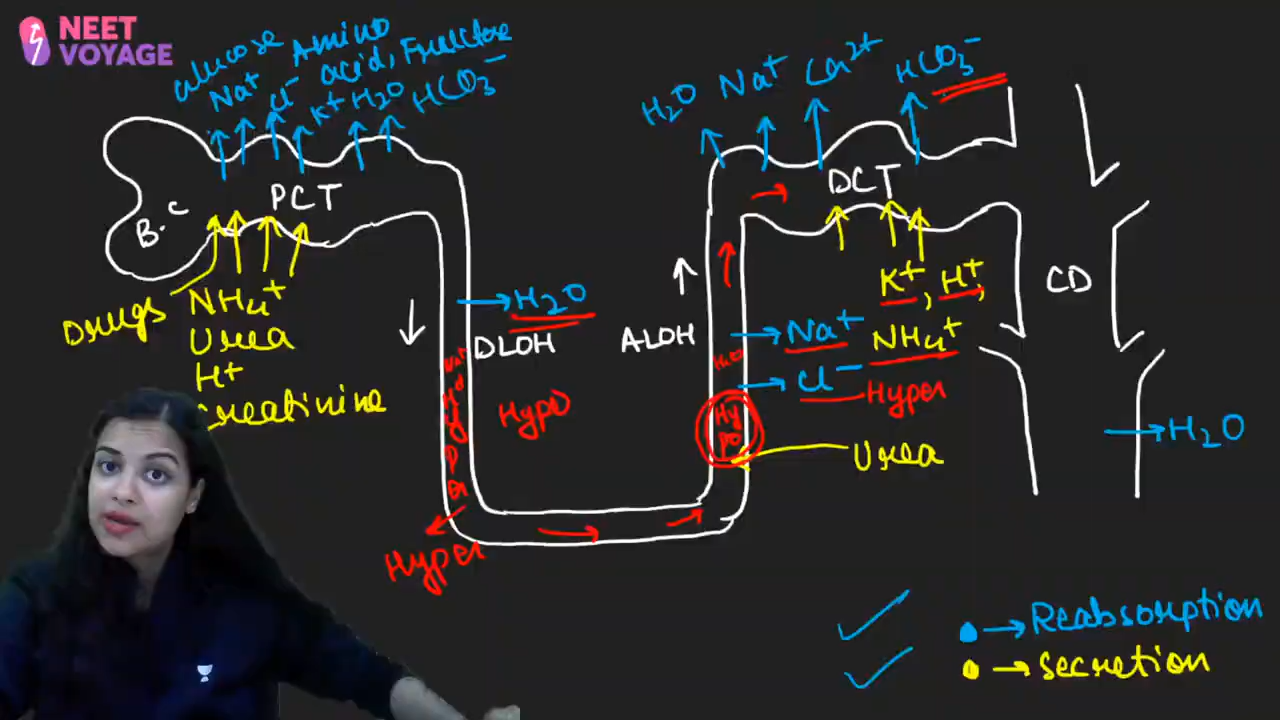 NEET
VOYAGE
Glucose Amino acid, Fructose
Na+ Cl- K+ H2O HCO3-
PCT
B.C
Drugs
NH4+
Urea
H+
Creatinine
H2O
DLOH
Hypo
Hyper
H2O Na+ Ca2+ HCO3-
DCT
K+, H+,
NH4+
ALOH
Na+
Cl-
Hyper
Hypo
Urea
CD
H2O
Reabsorption
Secretion